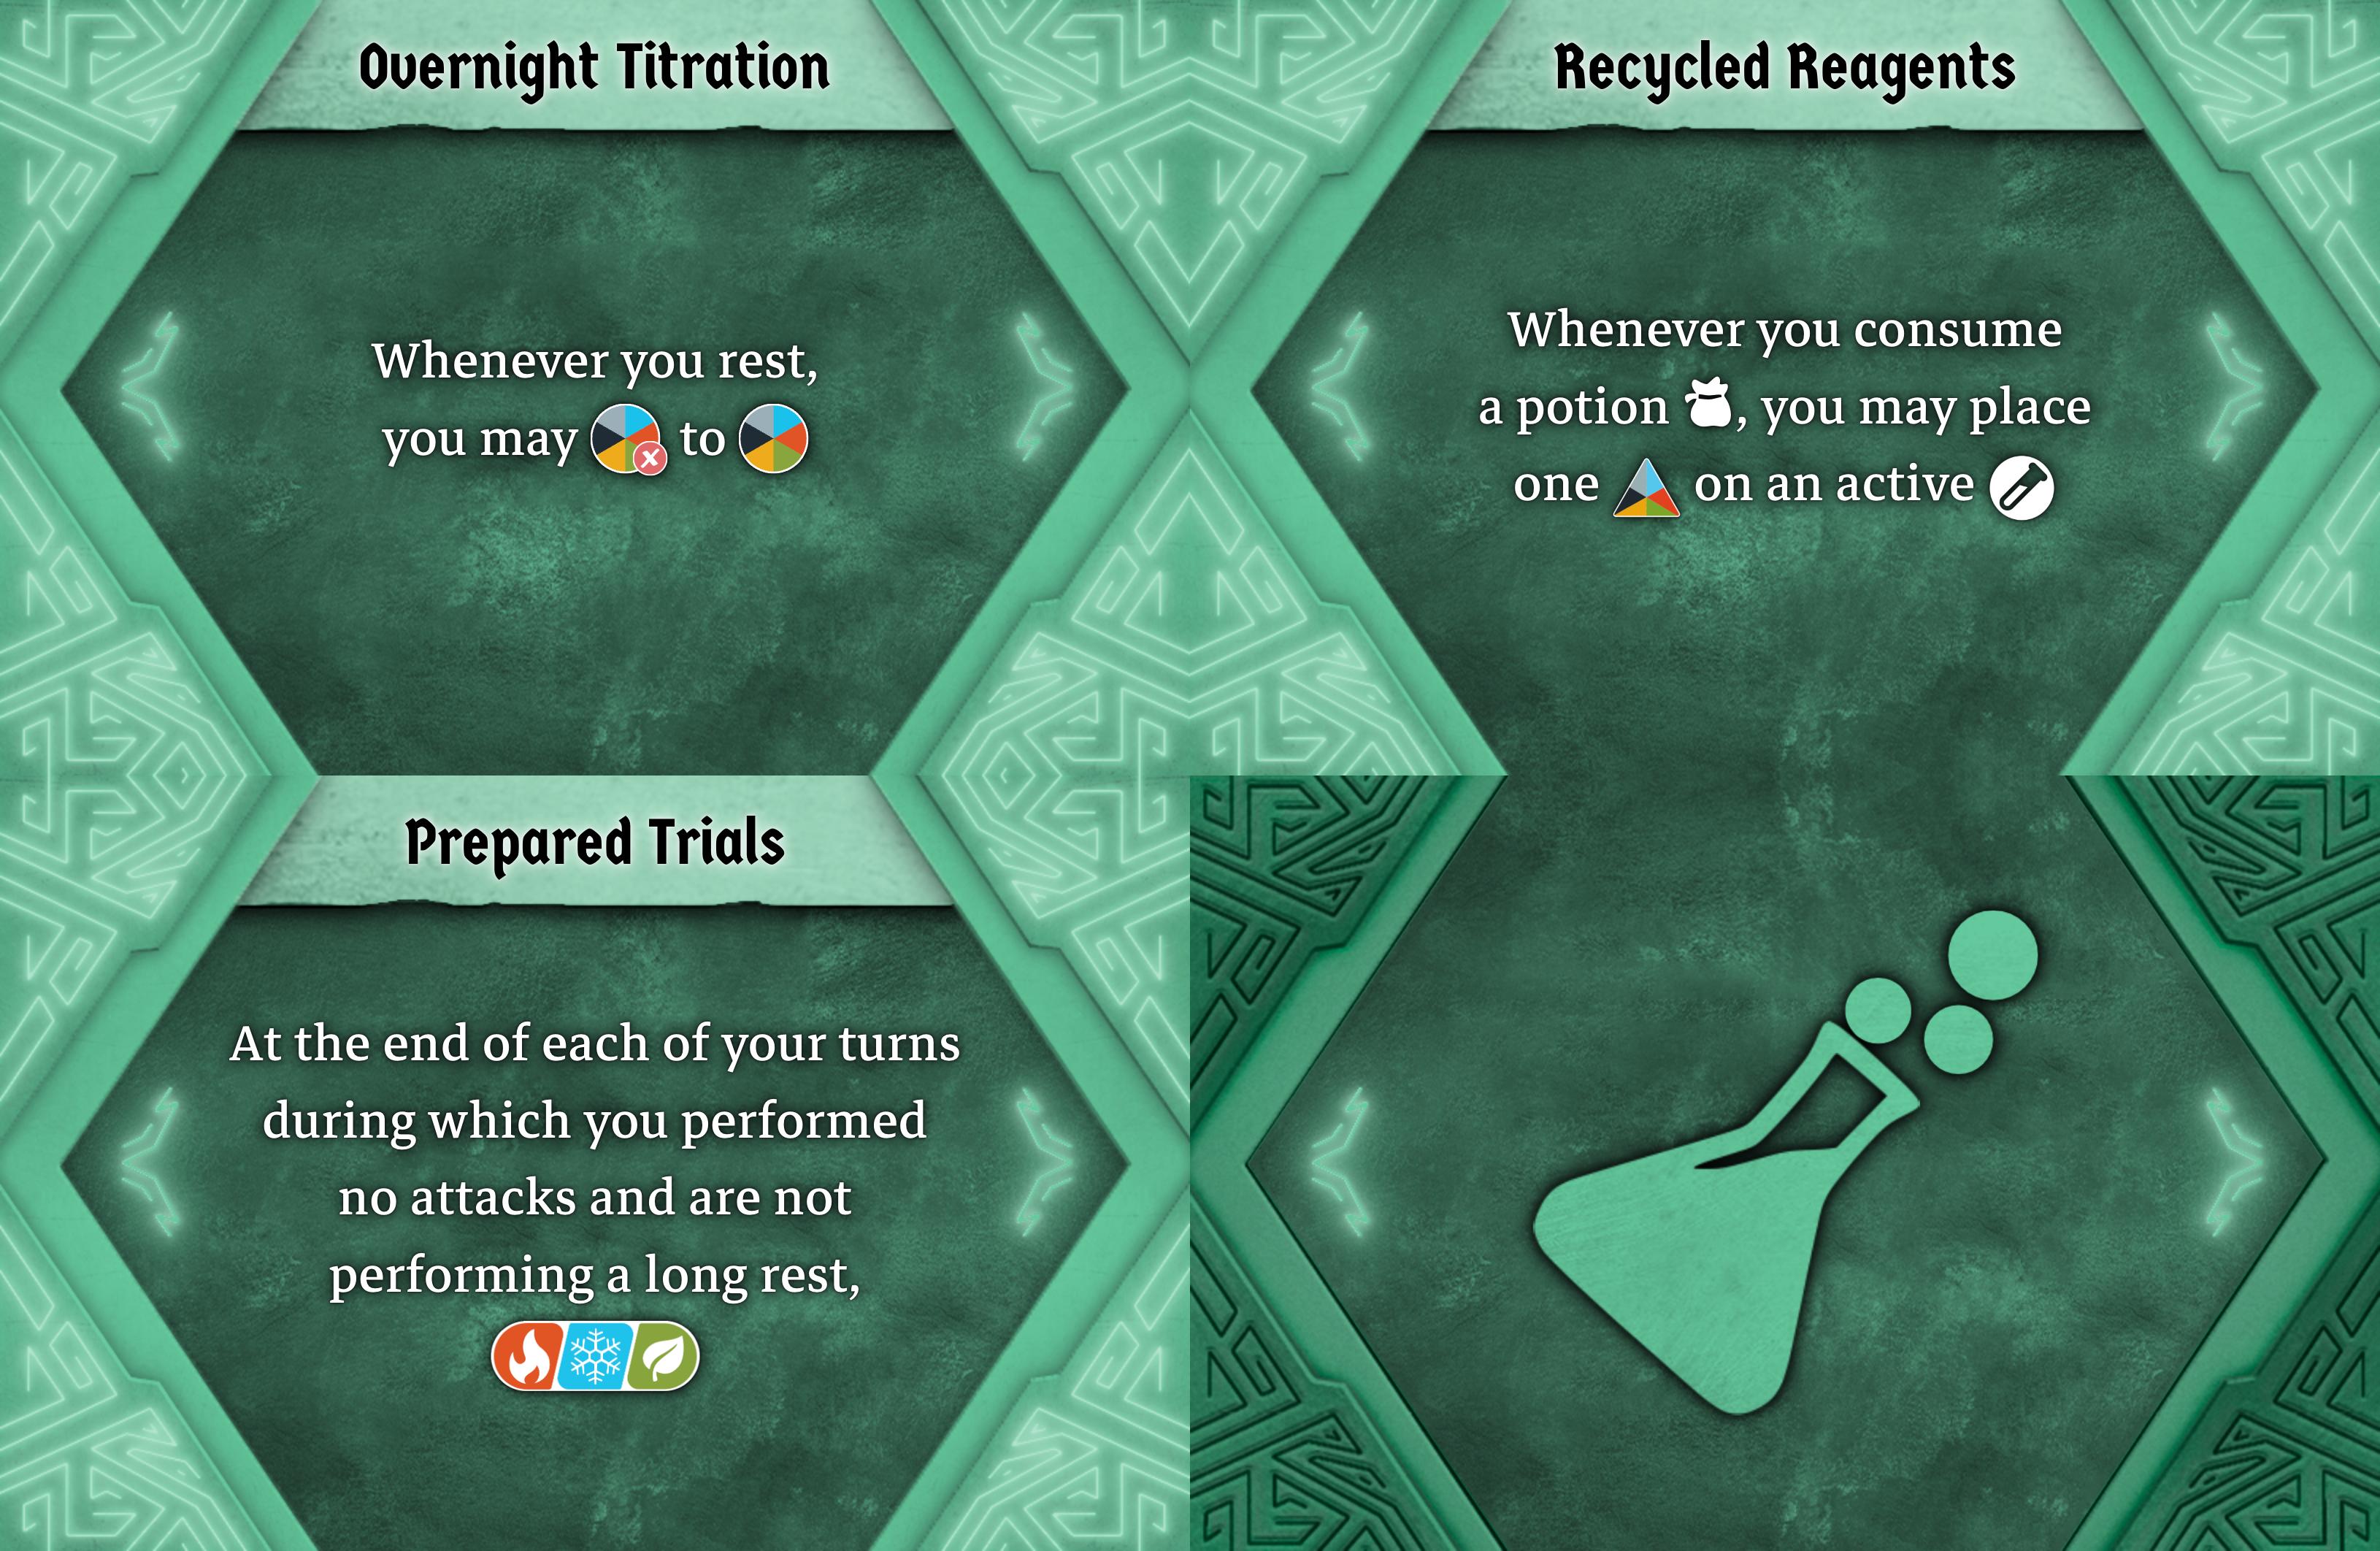 Overnight Titration
Whenever you rest,
you may to
Recycled Reagents
Whenever you consume
a potion , you may place
one on an active
Prepared Trials
At the end of each of your turns
during which you performed
no attacks and are not
performing a long rest,